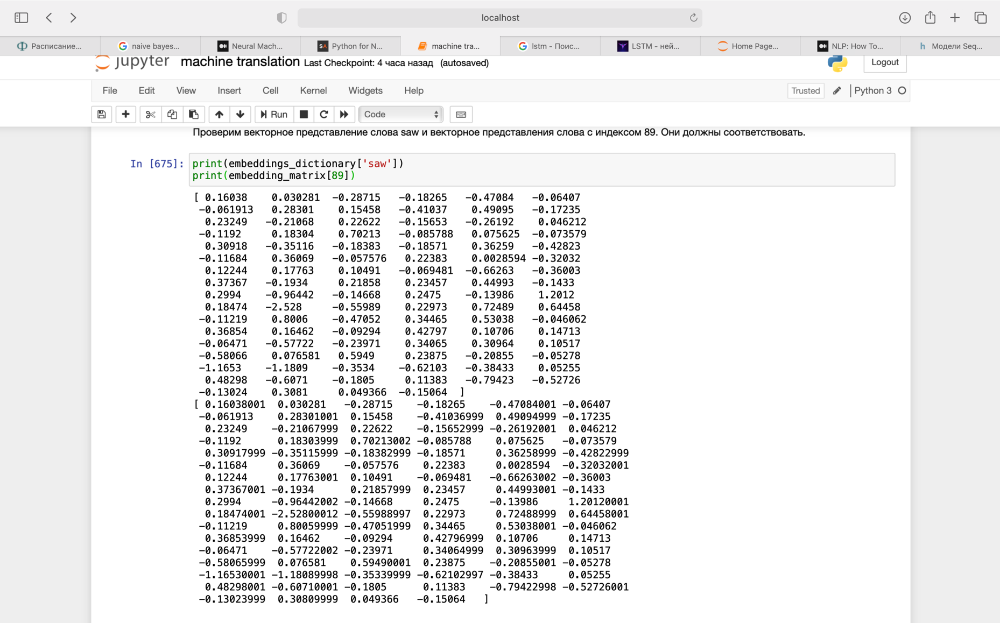 localhost
Расписание...
naive bayes...
Neural Mach...
SA Python for N...
machine tra...
lstm - Поис...
LSTM - ней...
Home Page...
NLP: How To...
h Модели Seq...
jupyter machine translation Last Checkpoint: 4 часа назад (autosaved)
Logout
File Edit View Insert Cell Kernel Widgets Help
Trusted Python 3
Run Code
Проверим векторное представление слова saw и векторное представления слова с индексом 89. Они должны соответствовать.
In [675]: print(embeddings_dictionary['saw'])
print(embedding_matrix[89])
[ 0.16038 0.030281 -0.28715 -0.18265 -0.47084 -0.06407
-0.061913 0.28301 0.15458 -0.41037 0.49095 -0.17235
0.23249 -0.21068 0.22622 -0.15653 -0.26192 0.046212
-0.1192 0.18304 0.70213 -0.085788 0.075625 -0.073579
0.30918 -0.35116 -0.18383 -0.18571 0.36259 -0.42823
-0.11684 0.36069 -0.057576 0.22383 0.0028594 -0.32032
0.12244 0.17763 0.10491 -0.069481 -0.66263 -0.36003
0.37367 -0.1934 0.21858 0.23457 0.44993 -0.1433
0.2994 -0.96442 -0.14668 0.2475 -0.13986 1.2012
0.18474 -2.528 -0.55989 0.22973 0.72489 0.64458
-0.11219 0.8006 -0.47052 0.34465 0.53038 -0.046062
0.36854 0.16462 -0.09294 0.42797 0.10706 0.14713
-0.06471 -0.57722 -0.23971 0.34065 0.30964 0.10517
-0.58066 0.076581 0.5949 0.23875 -0.20855 -0.05278
-1.1653 -1.1809 -0.3534 -0.62103 -0.38433 0.05255
0.48298 -0.6071 -0.1805 0.11383 -0.79423 -0.52726
-0.13024 0.3081 0.049366 -0.15064 ]
[ 0.16038001 0.030281 -0.28715 -0.18265 -0.47084001 -0.06407
-0.061913 0.28301001 0.15458 -0.41036999 0.49094999 -0.17235
0.23249 -0.21067999 0.22622 -0.15652999 -0.26192001 0.046212
-0.1192 0.18303999 0.70213002 -0.085788 0.075625 -0.073579
0.30917999 -0.35115999 -0.18382999 -0.18571 0.36258999 -0.42822999
-0.11684 0.36069 -0.057576 0.22383 0.0028594 -0.32032001
0.12244 0.17763001 0.10491 -0.069481 -0.66263002 -0.36003
0.37367001 -0.1934 0.21857999 0.23457 0.44993001 -0.1433
0.2994 -0.96442002 -0.14668 0.2475 -0.13986 1.20120001
0.18474001 -2.52800012 -0.55988997 0.22973 0.72488999 0.64458001
-0.11219 0.80059999 -0.47051999 0.34465 0.53038001 -0.046062
0.36853999 0.16462 -0.09294 0.42796999 0.10706 0.14713
-0.06471 -0.57722002 -0.23971 0.34064999 0.30963999 0.10517
-0.58065999 0.076581 0.59490001 0.23875 -0.20855001 -0.05278
-1.16530001 -1.18089998 -0.35339999 -0.62102997 -0.38433 0.05255
0.48298001 -0.60710001 -0.1805 0.11383 -0.79422998 -0.52726001
-0.13023999 0.30809999 0.049366 -0.15064 ]